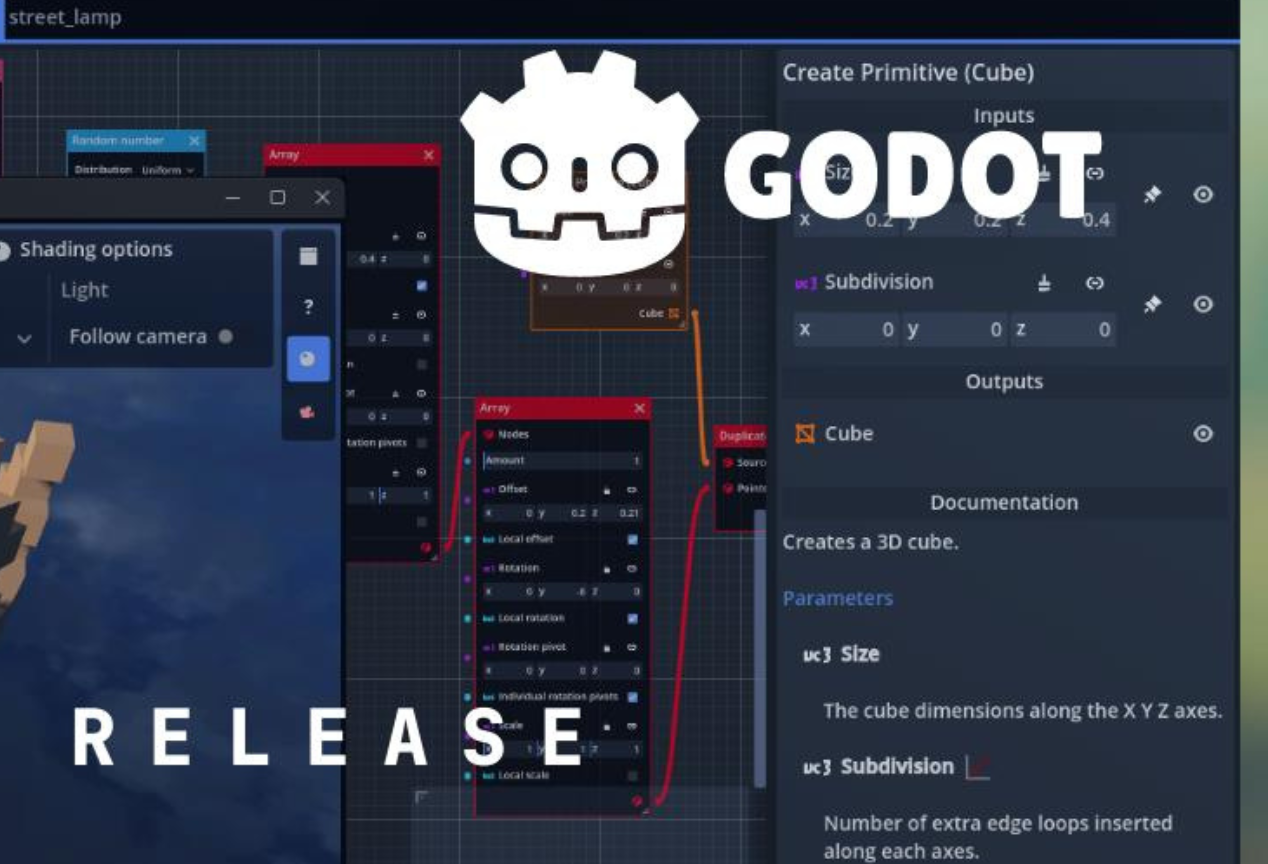 street_lamp
Random number
Distribution Uniform
Array
0.4 z 0
0 z 0
0 z 0
tation pivots
1 z 1
Shading options
Light
Follow camera
?
GODOT
x 0 y 0 z 0
Cube
Array
Nodes
Amount 1
Offset
x 0 y 0.2 z 0.21
Local offset
Rotation
x 0 y -6 z 0
Local rotation
Rotation pivot
x 0 y 0 z 0
Individual rotation pivots
Scale
1 y 1 z 1
Local scale
Duplicat
Sourc
Points
Create Primitive (Cube)
Inputs
Siz
x 0.2 y 0.2 z 0.4
vc3 Subdivision
x 0 y 0 z 0
Outputs
Cube
Documentation
Creates a 3D cube.
Parameters
vc3 Size
The cube dimensions along the X Y Z axes.
vc3 Subdivision
Number of extra edge loops inserted
along each axes.
RELEASE